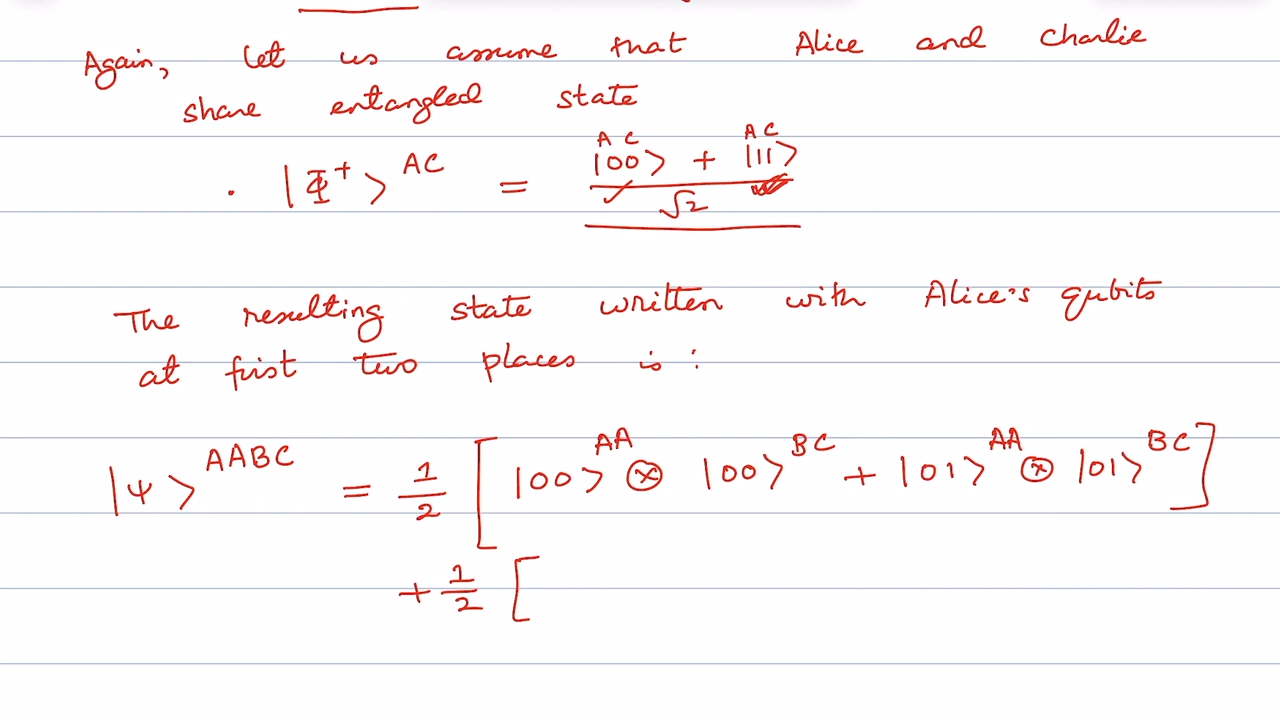 Again, let us assume that Alice and Charlie
share entangled state
. |Φ⁺⟩^AC = (|00⟩^AC + |11⟩^AC)/√2
The resulting state written with Alice's qubits
at first two places is :
|Ψ⟩^AABC = 1/2 [ |00⟩^AA ⊗ |00⟩^BC + |01⟩^AA ⊗ |01⟩^BC ]
+ 1/2 [